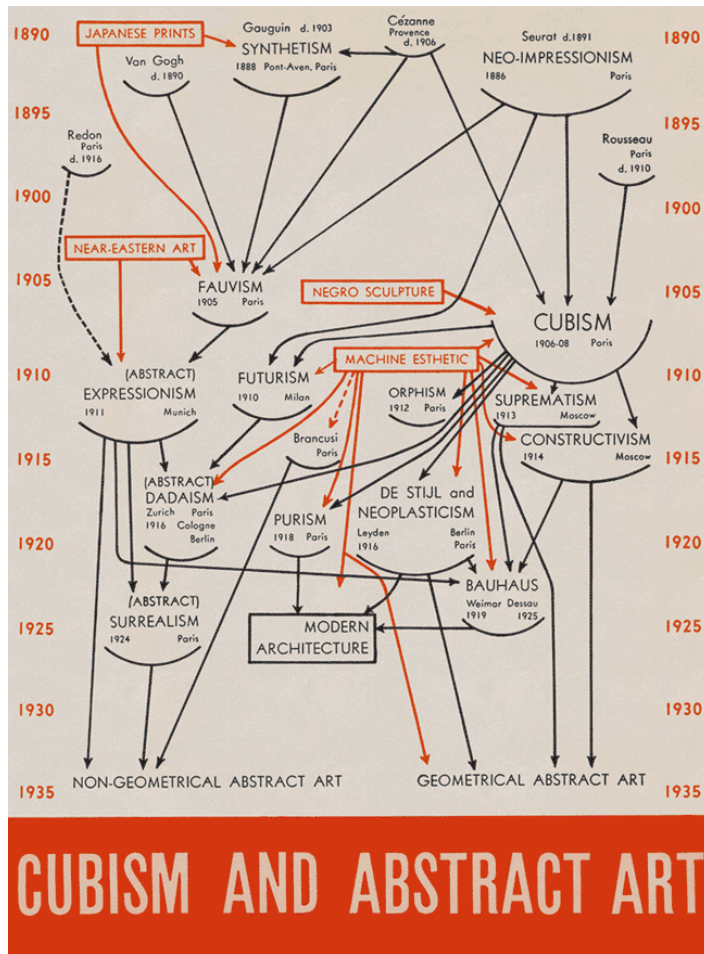 1890
JAPANESE PRINTS
Van Gogh
d. 1890
Gauguin d. 1903
SYNTHETISM
1888 Pont-Aven, Paris
Cézanne
Provence
d. 1906
Seurat d.1891
NEO-IMPRESSIONISM
1886 Paris
1890
1895
1895
Redon
Paris
d. 1916
Rousseau
Paris
d. 1910
1900
1900
NEAR-EASTERN ART
1905
FAUVISM
1905 Paris
NEGRO SCULPTURE
1905
CUBISM
1906-08 Paris
MACHINE ESTHETIC
1910
(ABSTRACT)
EXPRESSIONISM
1911 Munich
FUTURISM
1910 Milan
ORPHISM
1912 Paris
SUPREMATISM
1913 Moscow
1910
Brancusi
Paris
CONSTRUCTIVISM
1914 Moscow
1915
1915
(ABSTRACT)
DADAISM
Zurich Paris
1916 Cologne
Berlin
PURISM
1918 Paris
DE STIJL and
NEOPLASTICISM
Leyden Berlin
1916 Paris
1920
1920
BAUHAUS
Weimar Dessau
1919 1925
(ABSTRACT)
SURREALISM
1924 Paris
MODERN
ARCHITECTURE
1925
1925
1930
1930
NON-GEOMETRICAL ABSTRACT ART
GEOMETRICAL ABSTRACT ART
1935
1935
CUBISM AND ABSTRACT ART